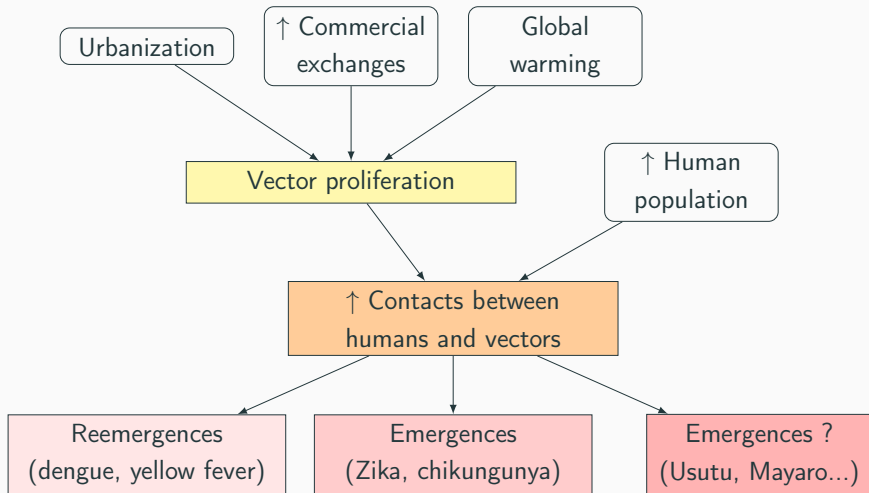 Urbanization
↑ Commercial
exchanges
Global
warming
Vector proliferation
↑ Human
population
↑ Contacts between
humans and vectors
Reemergences
(dengue, yellow fever)
Emergences
(Zika, chikungunya)
Emergences ?
(Usutu, Mayaro...)